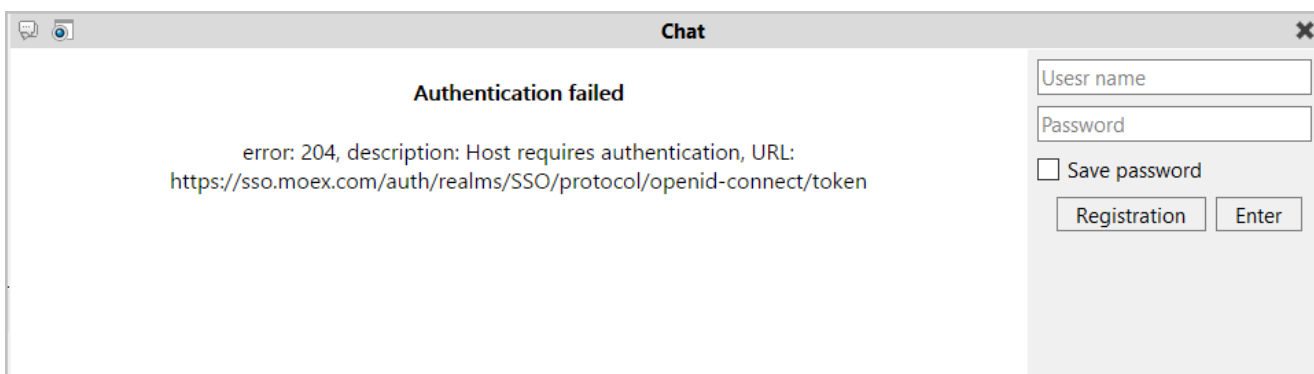 Chat
Authentication failed
error: 204, description: Host requires authentication, URL:
https://sso.moex.com/auth/realms/SSO/protocol/openid-connect/token
Usesr name
Password
Save password
Registration
Enter